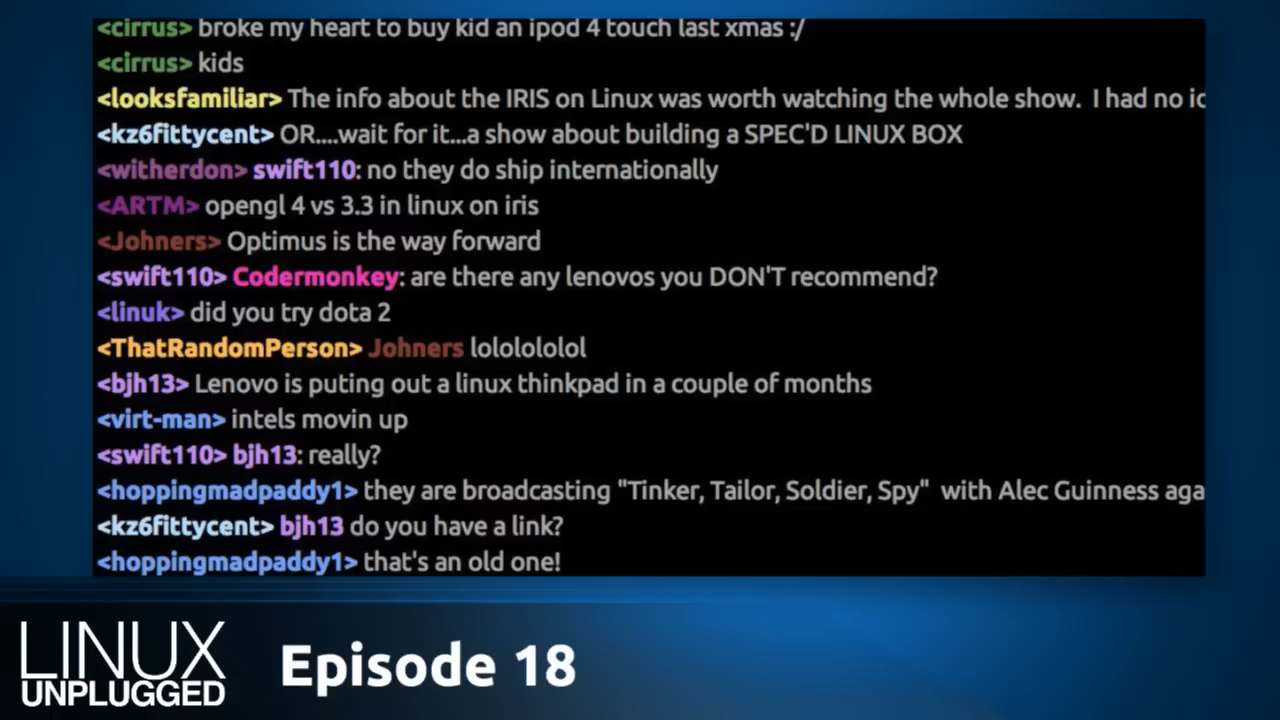 <cirrus> broke my heart to buy kid an ipod 4 touch last xmas :/
<cirrus> kids
<looksfamiliar> The info about the IRIS on Linux was worth watching the whole show. I had no
<kz6fittycent> OR....wait for it...a show about building a SPEC'D LINUX BOX
<witherdon> swift110: no they do ship internationally
<ARTM> opengl 4 vs 3.3 in linux on iris
<Johners> Optimus is the way forward
<swift110> Codermonkey: are there any lenovos you DON'T recommend?
<linuk> did you try dota 2
<ThatRandomPerson> Johners lolololololol
<bjh13> Lenovo is puting out a linux thinkpad in a couple of months
<virt-man> intels movin up
<swift110> bjh13: really?
<hoppingmadpaddy1> they are broadcasting "Tinker, Tailor, Soldier, Spy" with Alec Guinness
<kz6fittycent> bjh13 do you have a link?
<hoppingmadpaddy1> that's an old one!
LINUX
UNPLUGGED
Episode 18